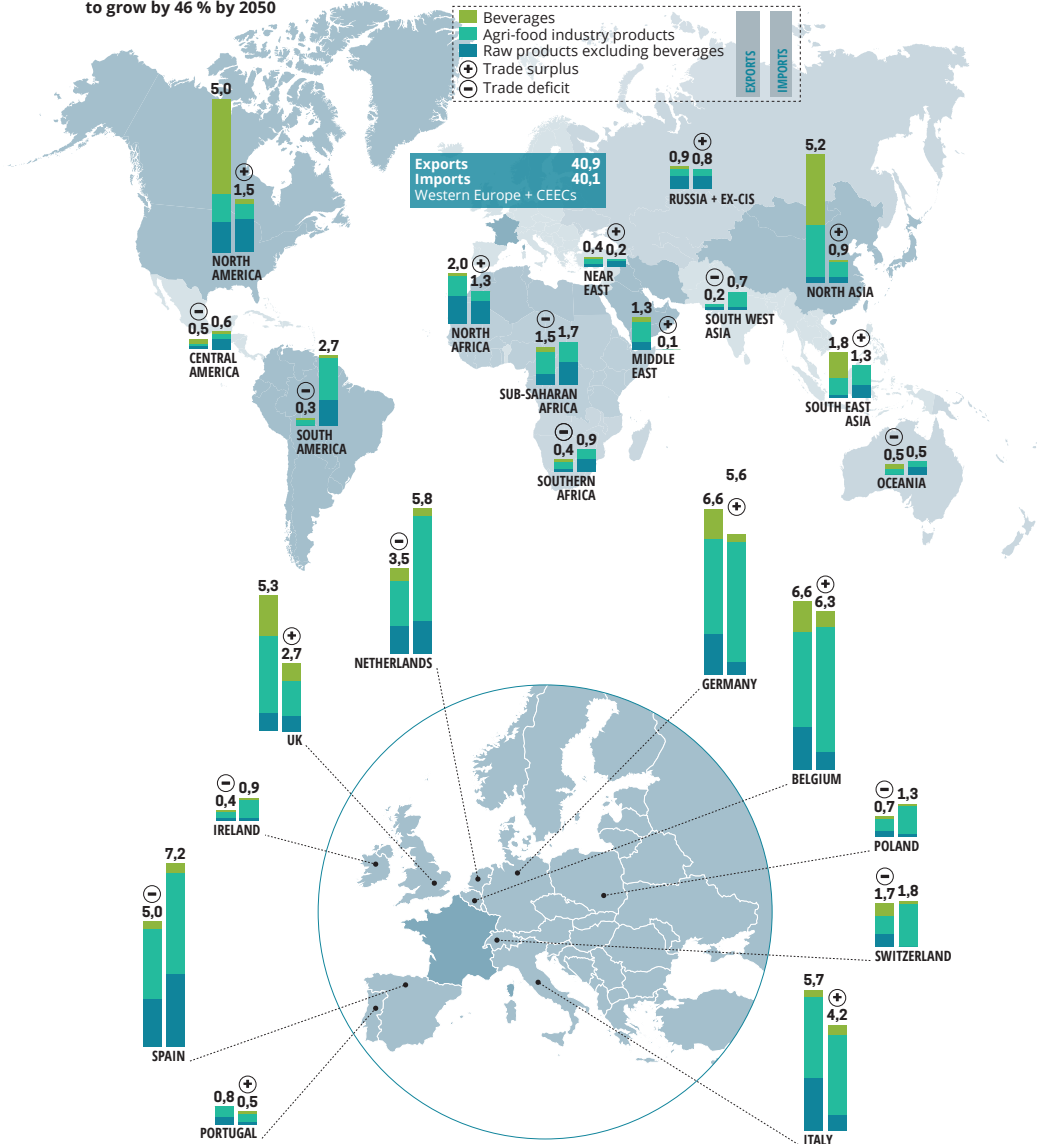 to grow by 46 % by 2050
Beverages
Agri-food industry products
Raw products excluding beverages
+ Trade surplus
− Trade deficit
EXPORTS
IMPORTS
5,0
+
1,5
NORTH
AMERICA
Exports 40,9
Imports 40,1
Western Europe + CEECs
+
0,9 0,8
RUSSIA + EX-CIS
5,2
+
0,9
NORTH ASIA
+
0,4 0,2
NEAR
EAST
2,0 +
1,3
NORTH
AFRICA
− 0,7
0,2
SOUTH WEST
ASIA
1,3
+
0,1
MIDDLE
EAST
−
0,5 0,6
CENTRAL
AMERICA
− 1,7
1,5
SUB-SAHARAN
AFRICA
1,8 +
1,3
SOUTH EAST
ASIA
2,7
−
0,3
SOUTH
AMERICA
− 0,9
0,4
SOUTHERN
AFRICA
−
0,5 0,5
OCEANIA
5,8
−
3,5
NETHERLANDS
5,6
6,6 +
GERMANY
5,3
+
2,7
UK
+
6,6 6,3
BELGIUM
− 0,9
0,4
IRELAND
− 1,3
0,7
POLAND
7,2
−
5,0
SPAIN
−
1,7 1,8
SWITZERLAND
5,7 +
4,2
ITALY
+
0,8 0,5
PORTUGAL